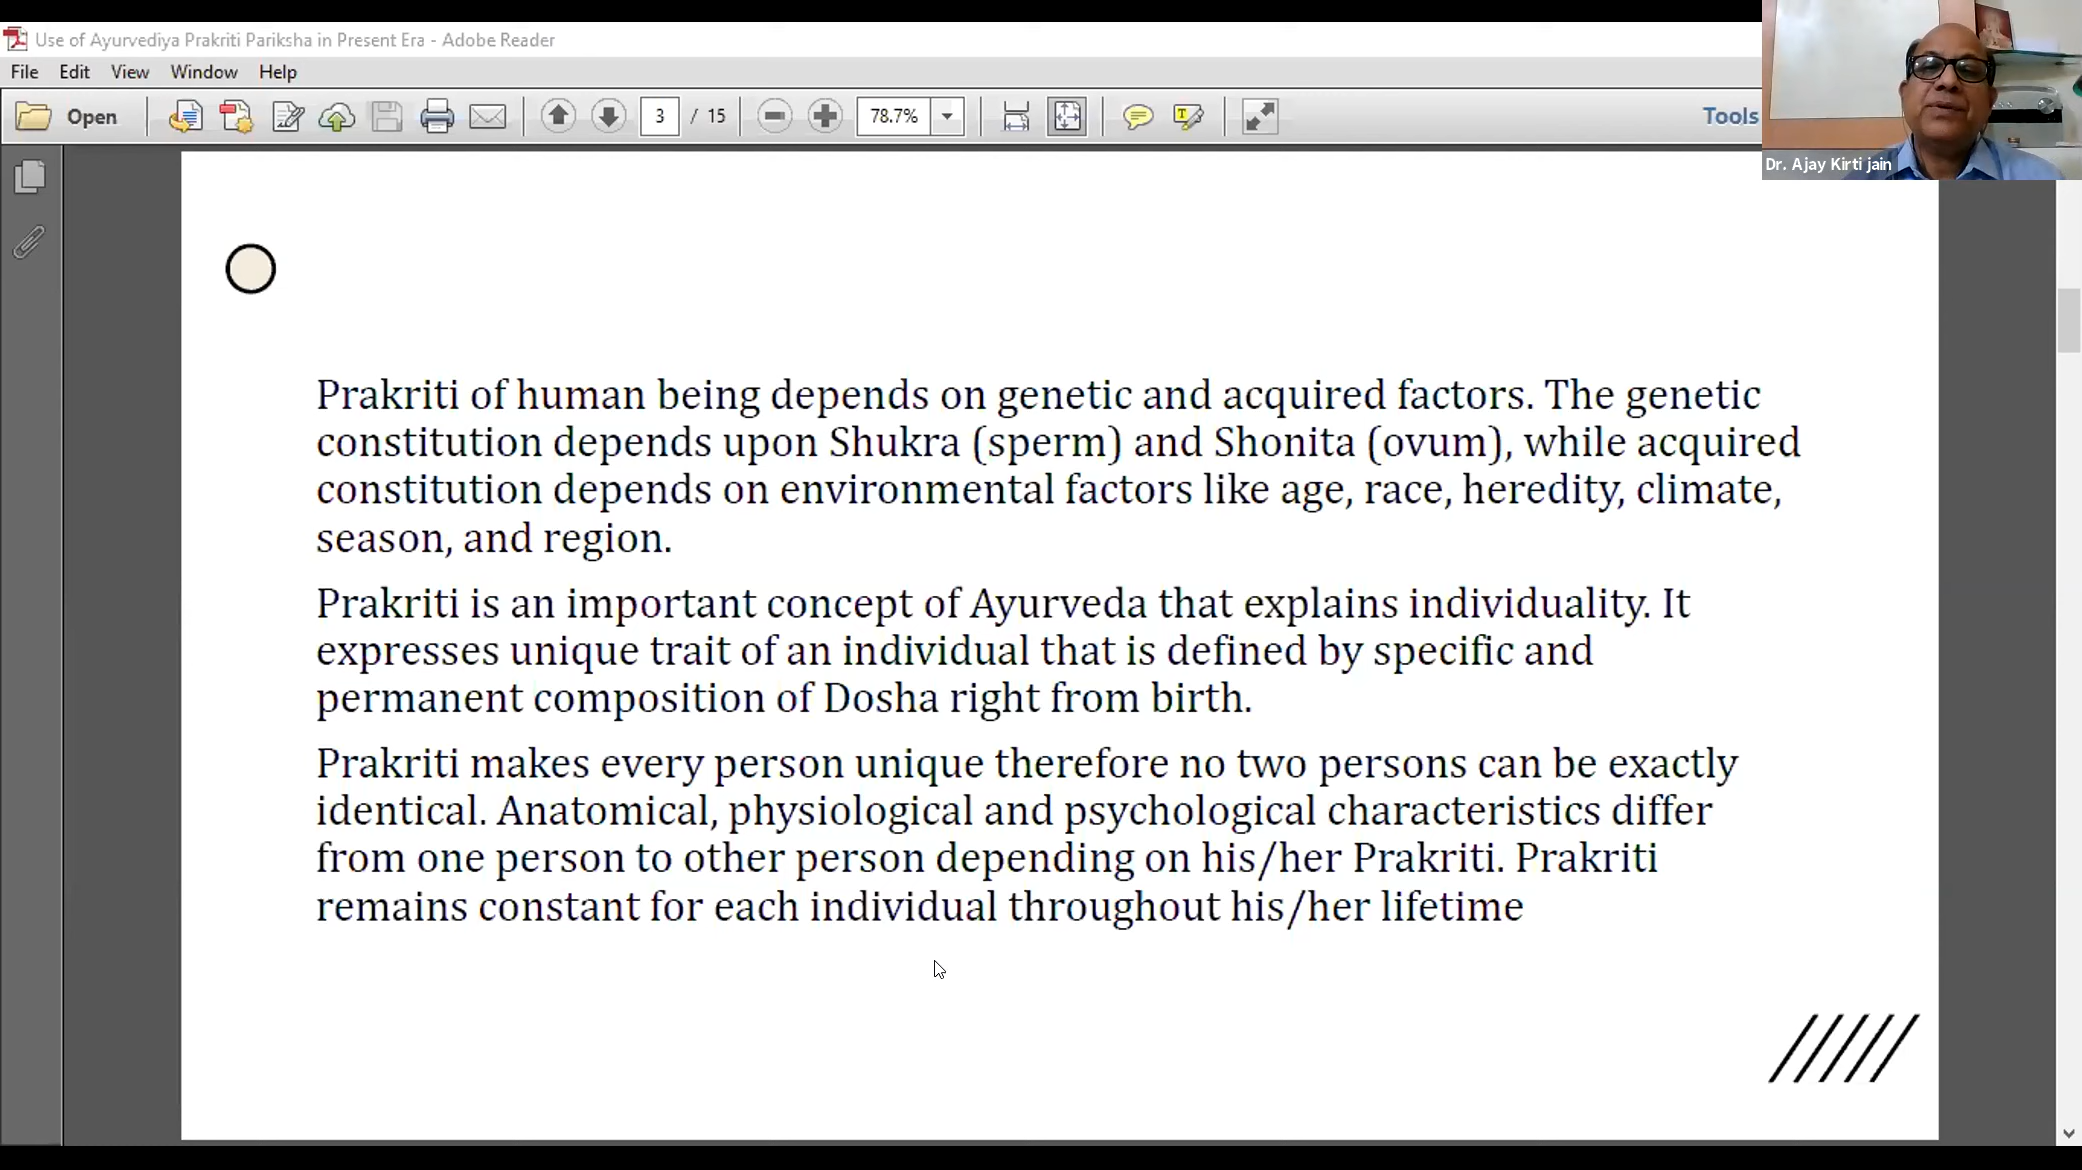 Use of Ayurvediya Prakriti Pariksha in Present Era - Adobe Reader
File Edit View Window Help
Open 3 / 15 78.7% Tools
Dr. Ajay Kirti jain
Prakriti of human being depends on genetic and acquired factors. The genetic
constitution depends upon Shukra (sperm) and Shonita (ovum), while acquired
constitution depends on environmental factors like age, race, heredity, climate,
season, and region.
Prakriti is an important concept of Ayurveda that explains individuality. It
expresses unique trait of an individual that is defined by specific and
permanent composition of Dosha right from birth.
Prakriti makes every person unique therefore no two persons can be exactly
identical. Anatomical, physiological and psychological characteristics differ
from one person to other person depending on his/her Prakriti. Prakriti
remains constant for each individual throughout his/her lifetime